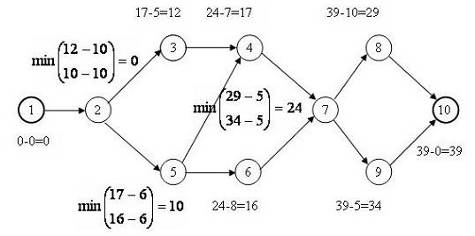 17-5=12 24-7=17 39-10=29
min(12 – 10
10 – 10) = 0
3 4 8
1 2 min(29 – 5
34 – 5) = 24 7 10
0-0=0 39-0=39
5 6 9
min(17 – 6
16 – 6) = 10 24-8=16 39-5=34